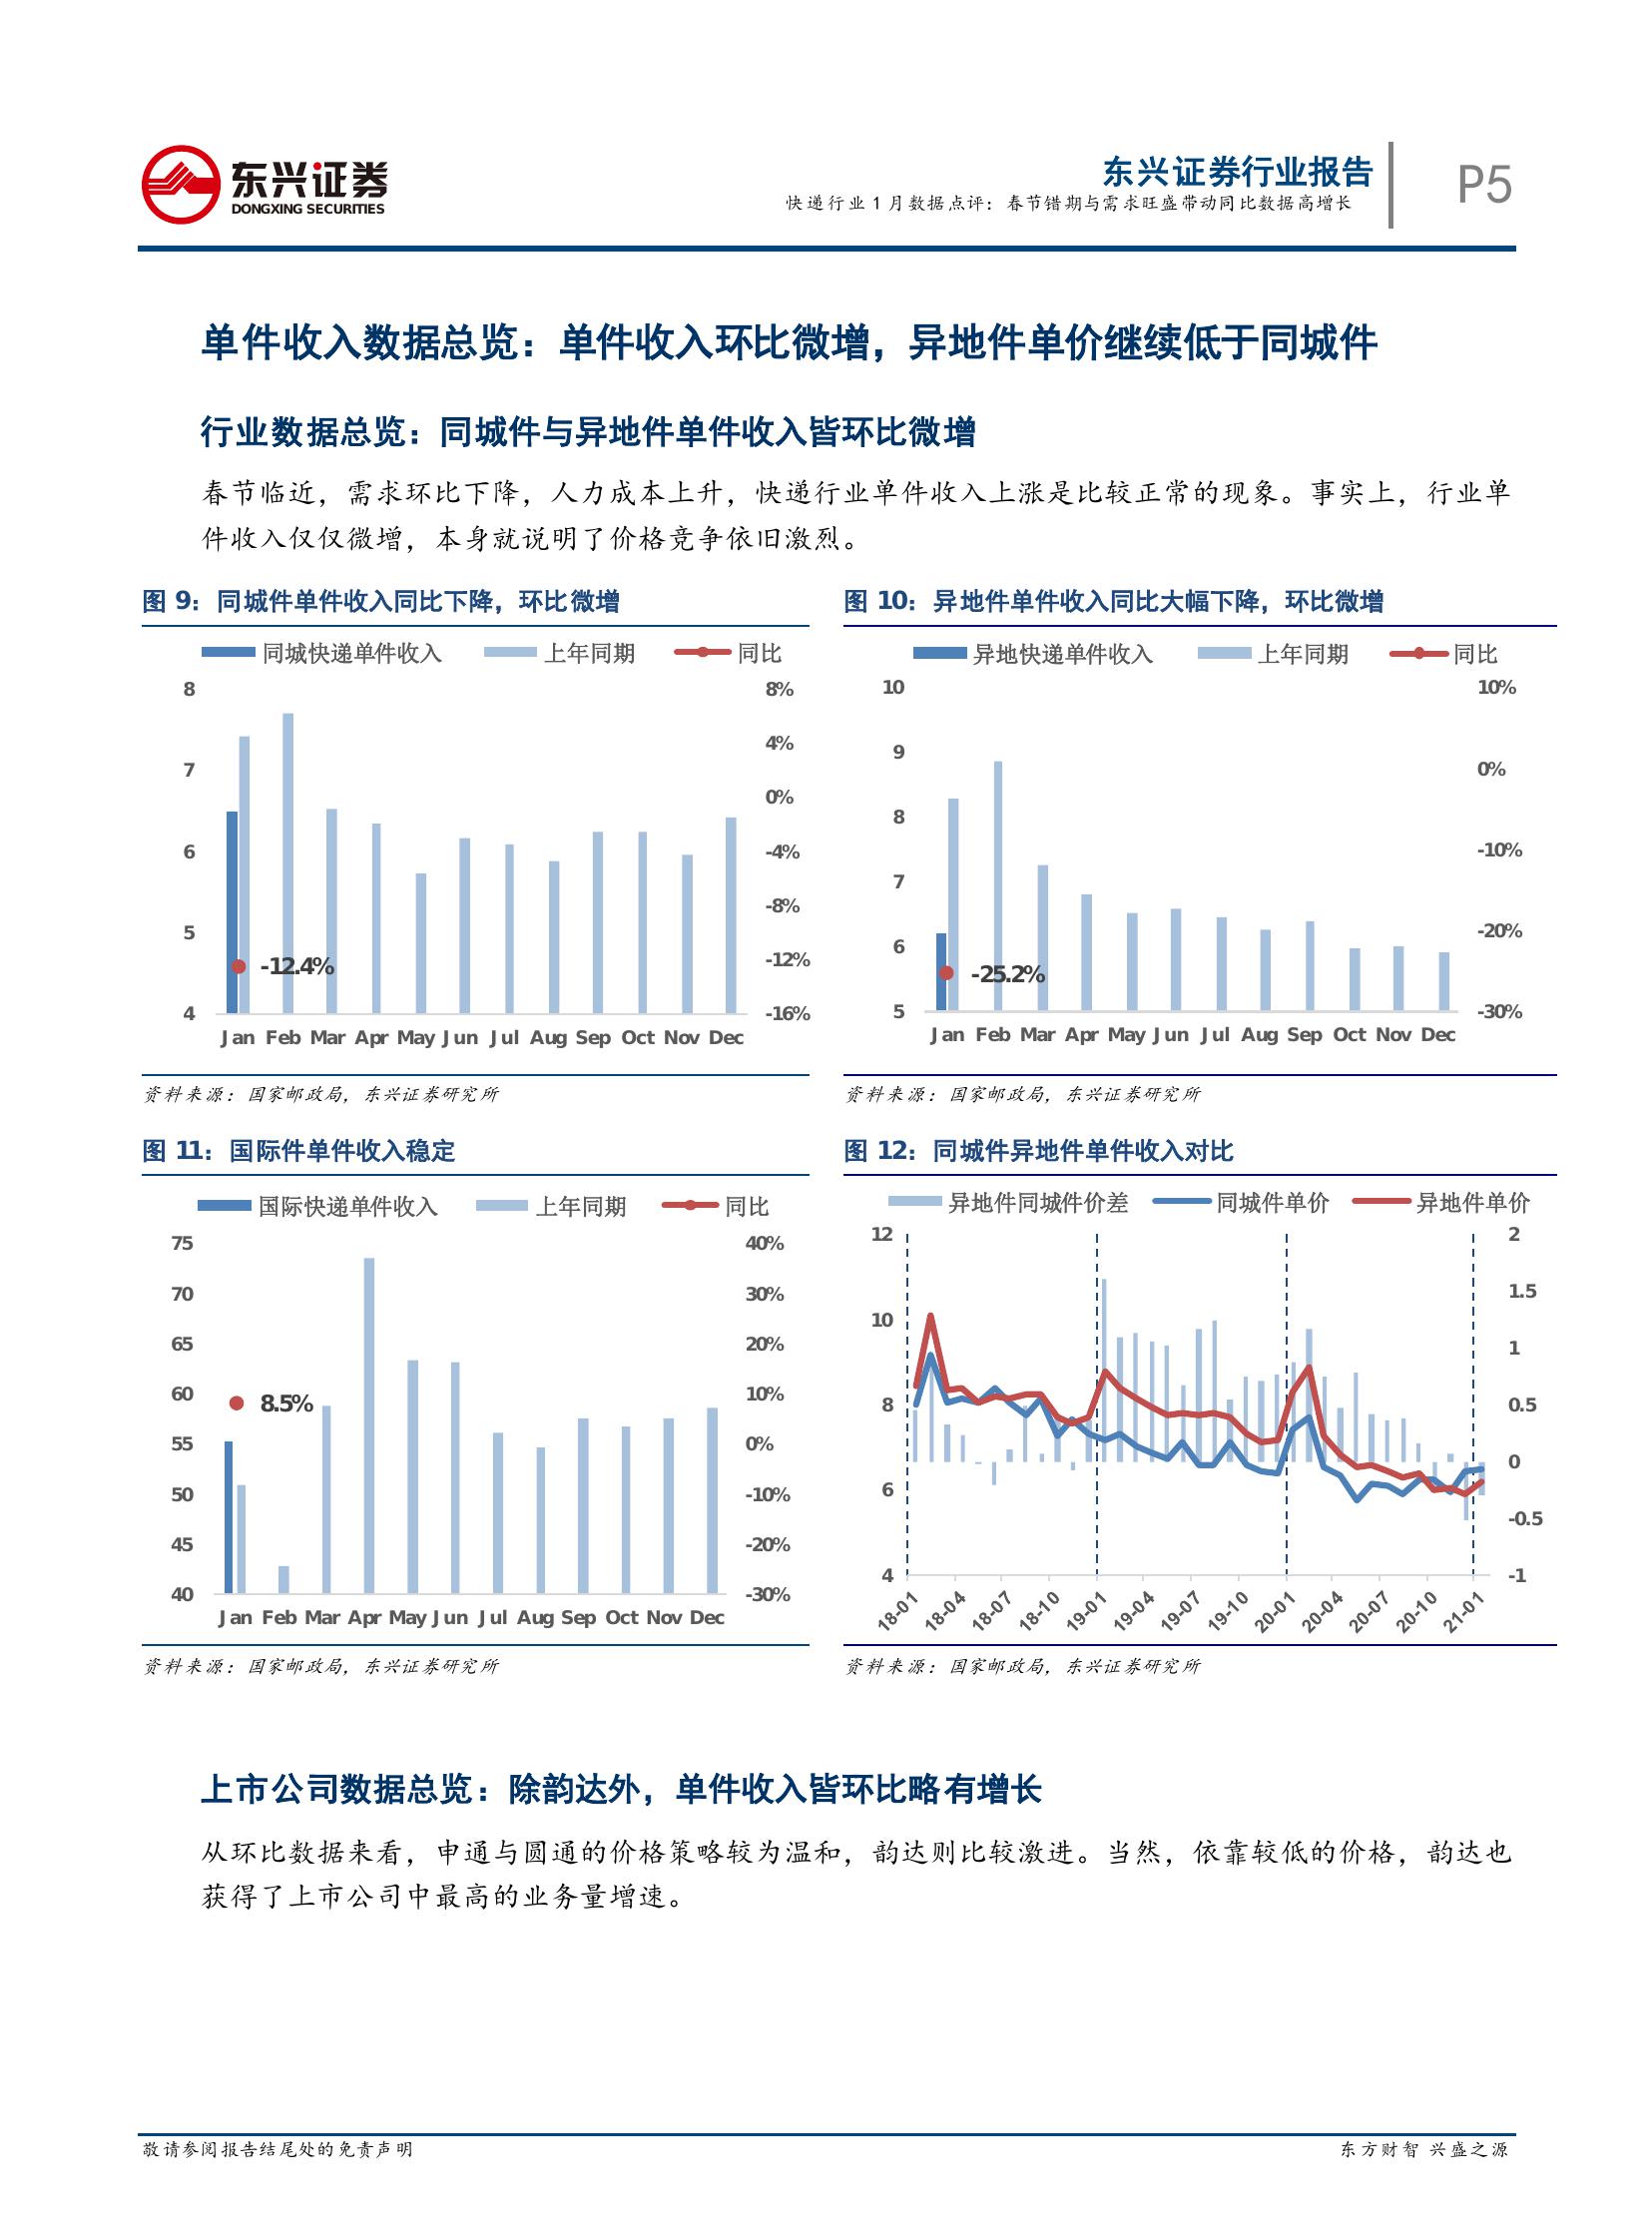 东兴证券
DONGXING SECURITIES
东兴证券行业报告
快递行业 1 月数据点评：春节错期与需求旺盛带动同比数据高增长
P5
单件收入数据总览：单件收入环比微增，异地件单价继续低于同城件
行业数据总览：同城件与异地件单件收入皆环比微增
春节临近，需求环比下降，人力成本上升，快递行业单件收入上涨是比较正常的现象。事实上，行业单
件收入仅仅微增，本身就说明了价格竞争依旧激烈。
图 9：同城件单件收入同比下降，环比微增
同城快递单件收入 上年同期 同比
8
7
6
5
4
8%
4%
0%
-4%
-8%
-12%
-16%
-12.4%
Jan Feb Mar Apr May Jun Jul Aug Sep Oct Nov Dec
资料来源：国家邮政局，东兴证券研究所
图 10：异地件单件收入同比大幅下降，环比微增
异地快递单件收入 上年同期 同比
10
9
8
7
6
5
10%
0%
-10%
-20%
-30%
-25.2%
Jan Feb Mar Apr May Jun Jul Aug Sep Oct Nov Dec
资料来源：国家邮政局，东兴证券研究所
图 11：国际件单件收入稳定
国际快递单件收入 上年同期 同比
75
70
65
60
55
50
45
40
40%
30%
20%
10%
0%
-10%
-20%
-30%
8.5%
Jan Feb Mar Apr May Jun Jul Aug Sep Oct Nov Dec
资料来源：国家邮政局，东兴证券研究所
图 12：同城件异地件单件收入对比
异地件同城件价差 同城件单价 异地件单价
12
10
8
6
4
2
1.5
1
0.5
0
-0.5
-1
18-01 18-04 18-07 18-10 19-01 19-04 19-07 19-10 20-01 20-04 20-07 20-10 21-01
资料来源：国家邮政局，东兴证券研究所
上市公司数据总览：除韵达外，单件收入皆环比略有增长
从环比数据来看，申通与圆通的价格策略较为温和，韵达则比较激进。当然，依靠较低的价格，韵达也
获得了上市公司中最高的业务量增速。
敬请参阅报告结尾处的免责声明
东方财智 兴盛之源